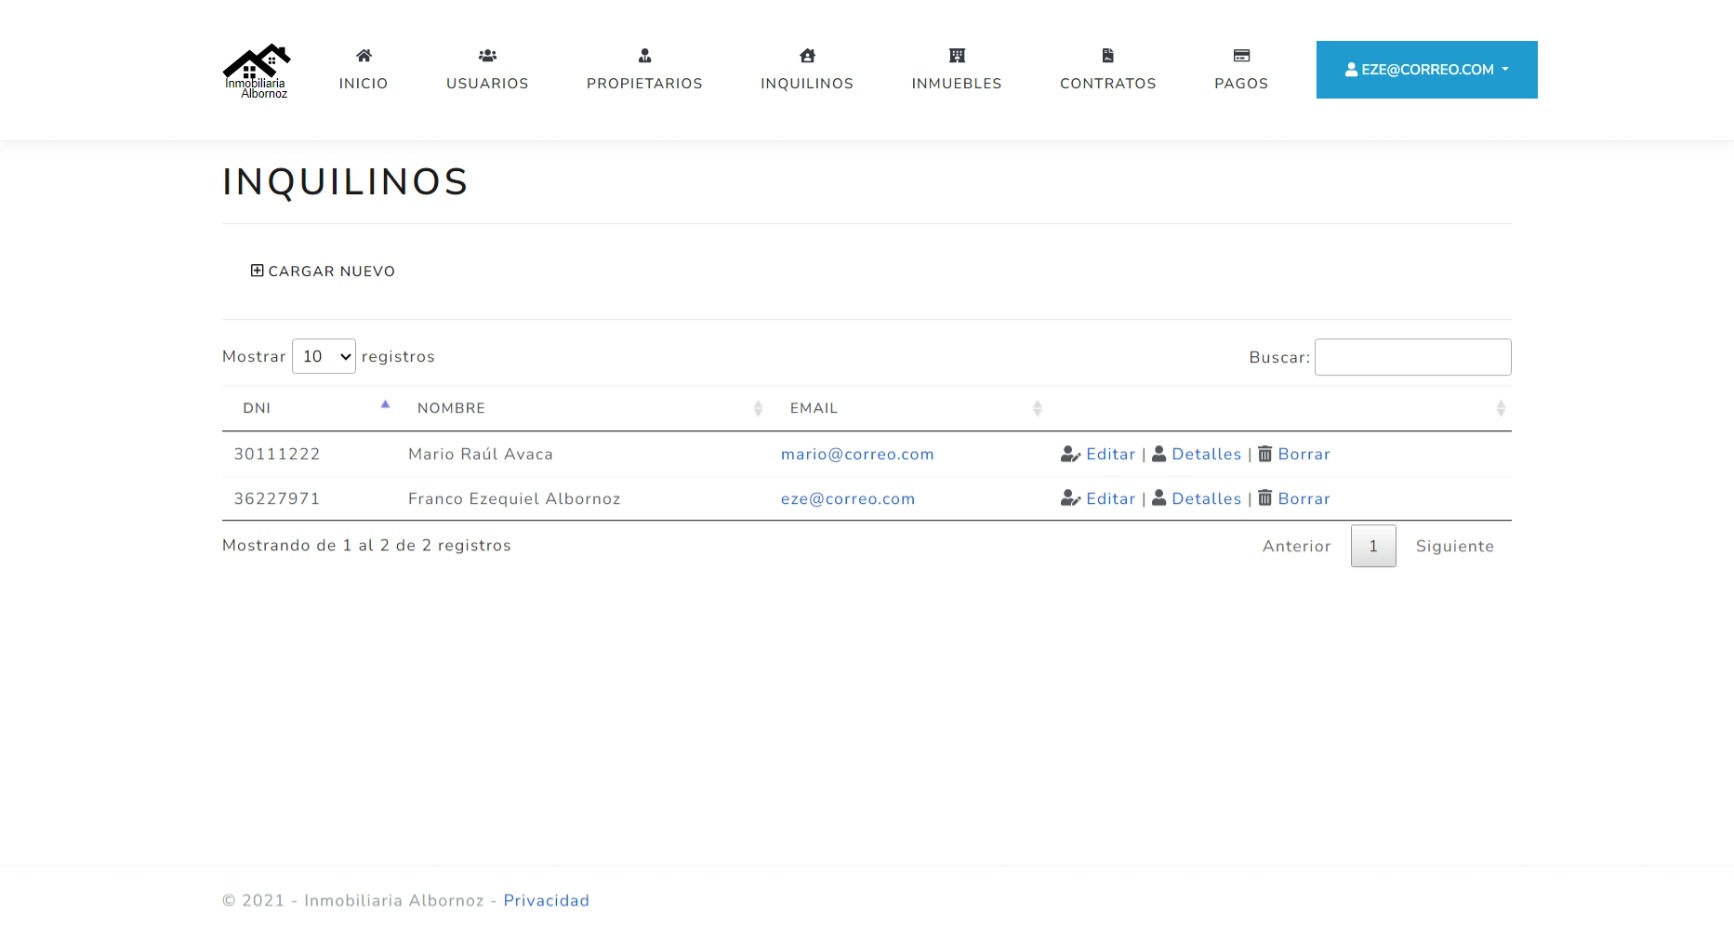 Inmobiliaria
Albornoz
INICIO
USUARIOS
PROPIETARIOS
INQUILINOS
INMUEBLES
CONTRATOS
PAGOS
EZE@CORREO.COM
INQUILINOS
CARGAR NUEVO
Mostrar 10 registros
Buscar:
DNI NOMBRE EMAIL
30111222 Mario Raúl Avaca mario@correo.com Editar | Detalles | Borrar
36227971 Franco Ezequiel Albornoz eze@correo.com Editar | Detalles | Borrar
Mostrando de 1 al 2 de 2 registros
Anterior 1 Siguiente
© 2021 - Inmobiliaria Albornoz - Privacidad